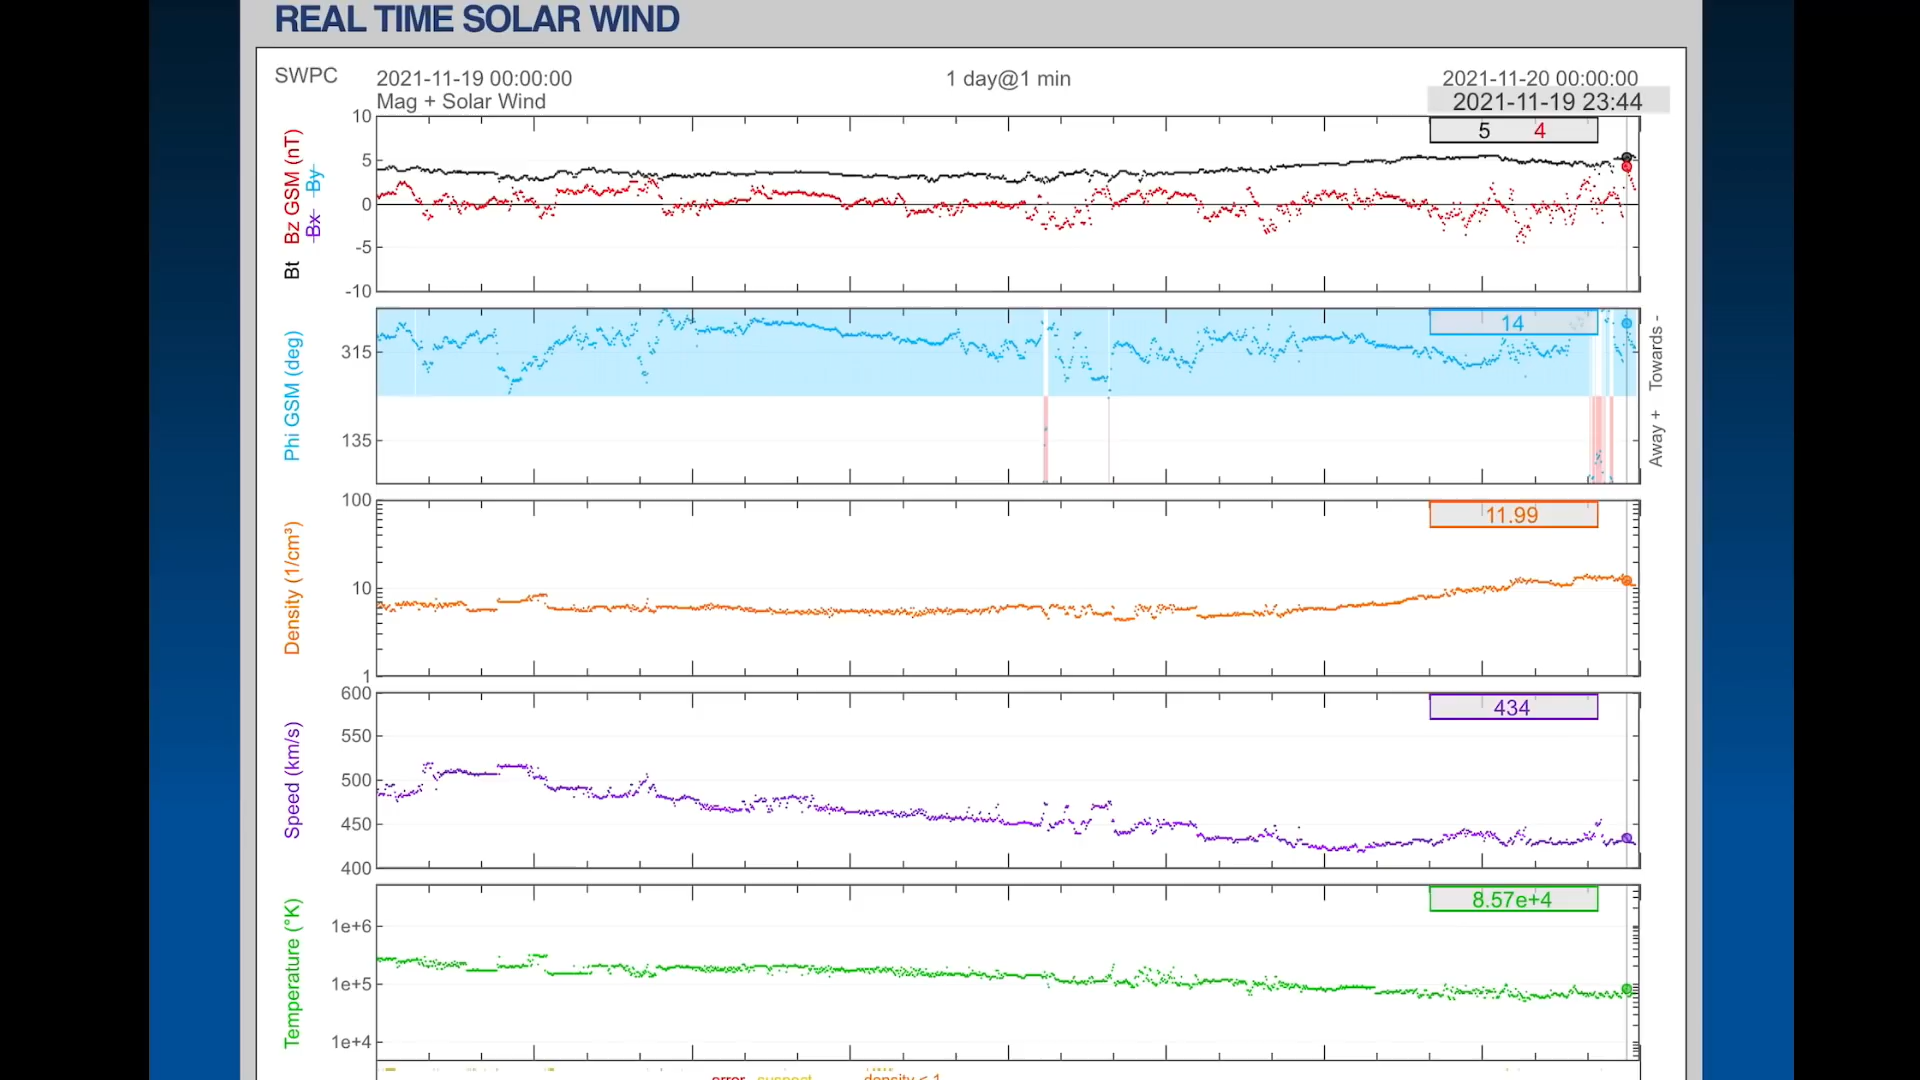 REAL TIME SOLAR WIND
SWPC
2021-11-19 00:00:00
1 day@1 min
2021-11-20 00:00:00
Mag + Solar Wind
2021-11-19 23:44
Bt Bz GSM (nT)
Bx By
10
5
0
-5
-10
5 4
Phi GSM (deg)
315
135
14
Away + Towards -
Density (1/cm³)
100
10
1
11.99
Speed (km/s)
600
550
500
450
400
434
Temperature (°K)
1e+6
1e+5
1e+4
8.57e+4
error suspect density < 1